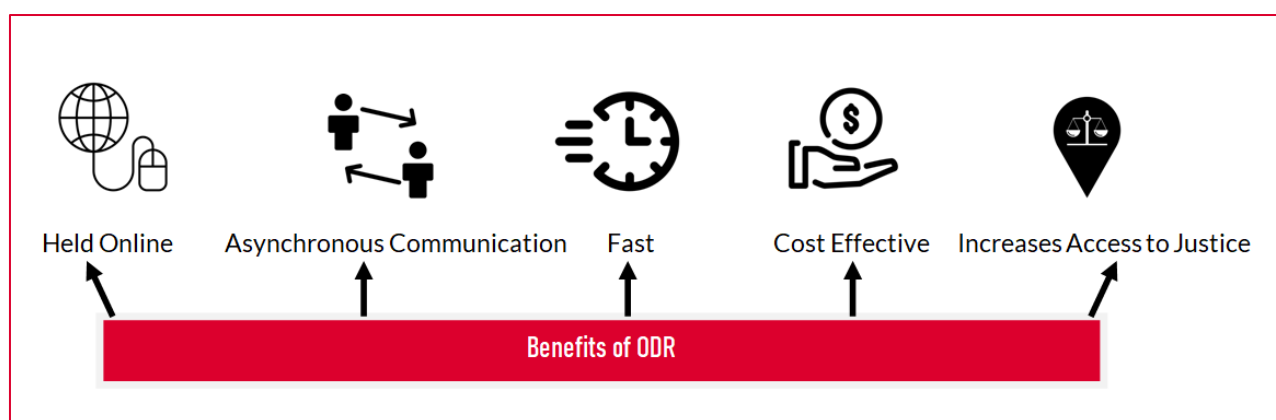 $
Held Online
Asynchronous Communication
Fast
Cost Effective
Increases Access to Justice
Benefits of ODR